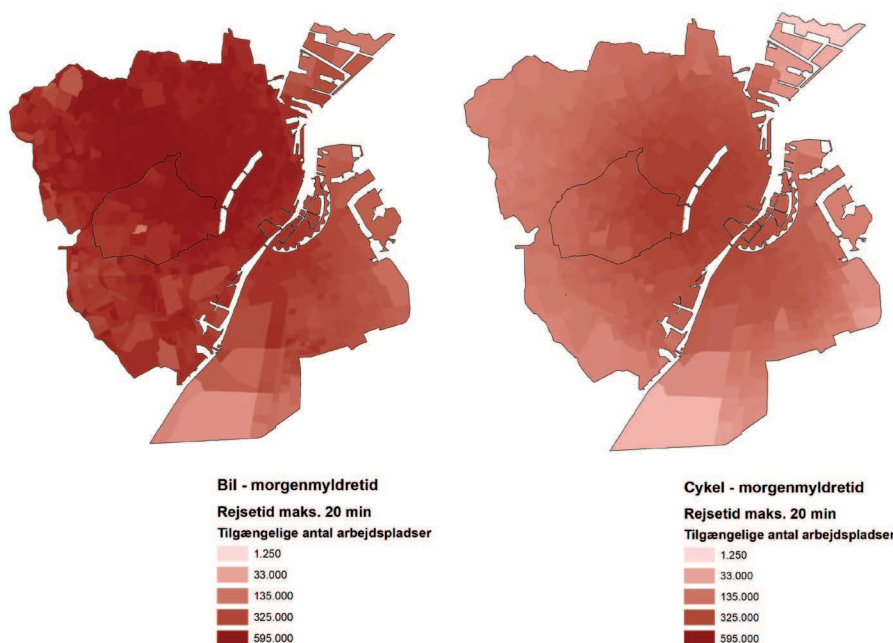 Bil - morgenmyldretid
Rejsetid maks. 20 min
Tilgængelige antal arbejdspladser
1.250
33.000
135.000
325.000
595.000
Cykel - morgenmyldretid
Rejsetid maks. 20 min
Tilgængelige antal arbejdspladser
1.250
33.000
135.000
325.000
595.000